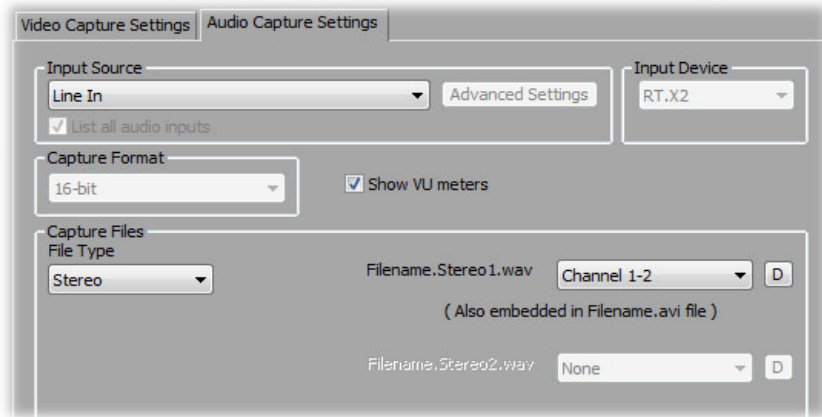 Video Capture Settings Audio Capture Settings
Input Source Input Device
Line In Advanced Settings RT.X2
List all audio inputs
Capture Format
16-bit Show VU meters
Capture Files
File Type
Stereo Filename.Stereo1.wav Channel 1-2 D
( Also embedded in Filename.avi file )
Filename.Stereo2.wav None D